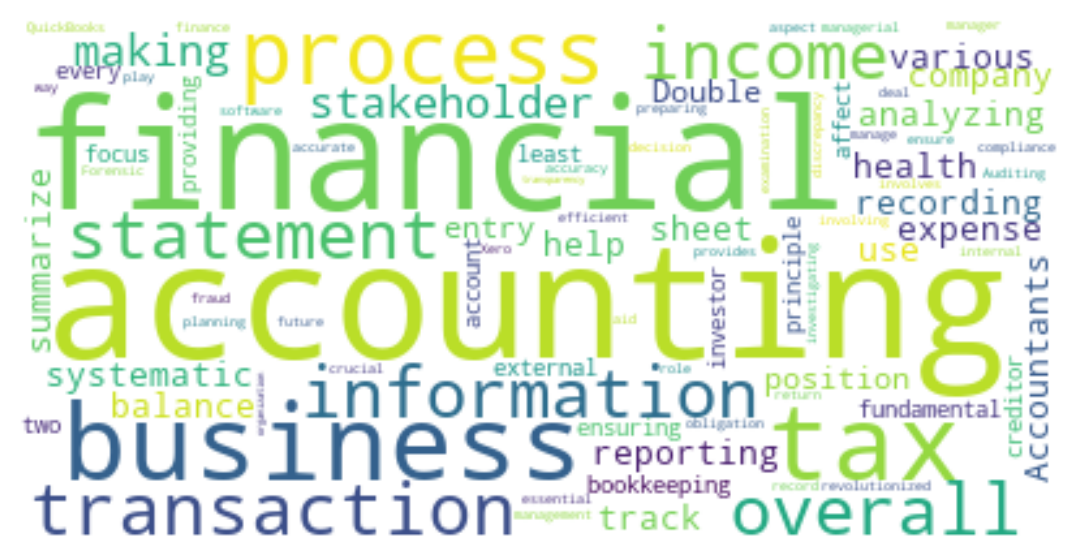 QuickBooks finance aspect managerial manager
making process income various
every play company
way stakeholder Double deal
financial
software preparing affect analyzing
providing accurate least decision examination discrepancy manage ensure compliance
focus accuracy health Auditing
Forensic transparency involves
summarize recording
statement entry efficient sheet principle involving expense
help use
account Xero provides investigating internal
accounting
fraud investor Accountants
planning future aid
systematic crucial external role position creditor
information return
balance organization fundamental
two business ensuring obligation tax
reporting
bookkeeping record revolutionized
transaction essential overall
management track